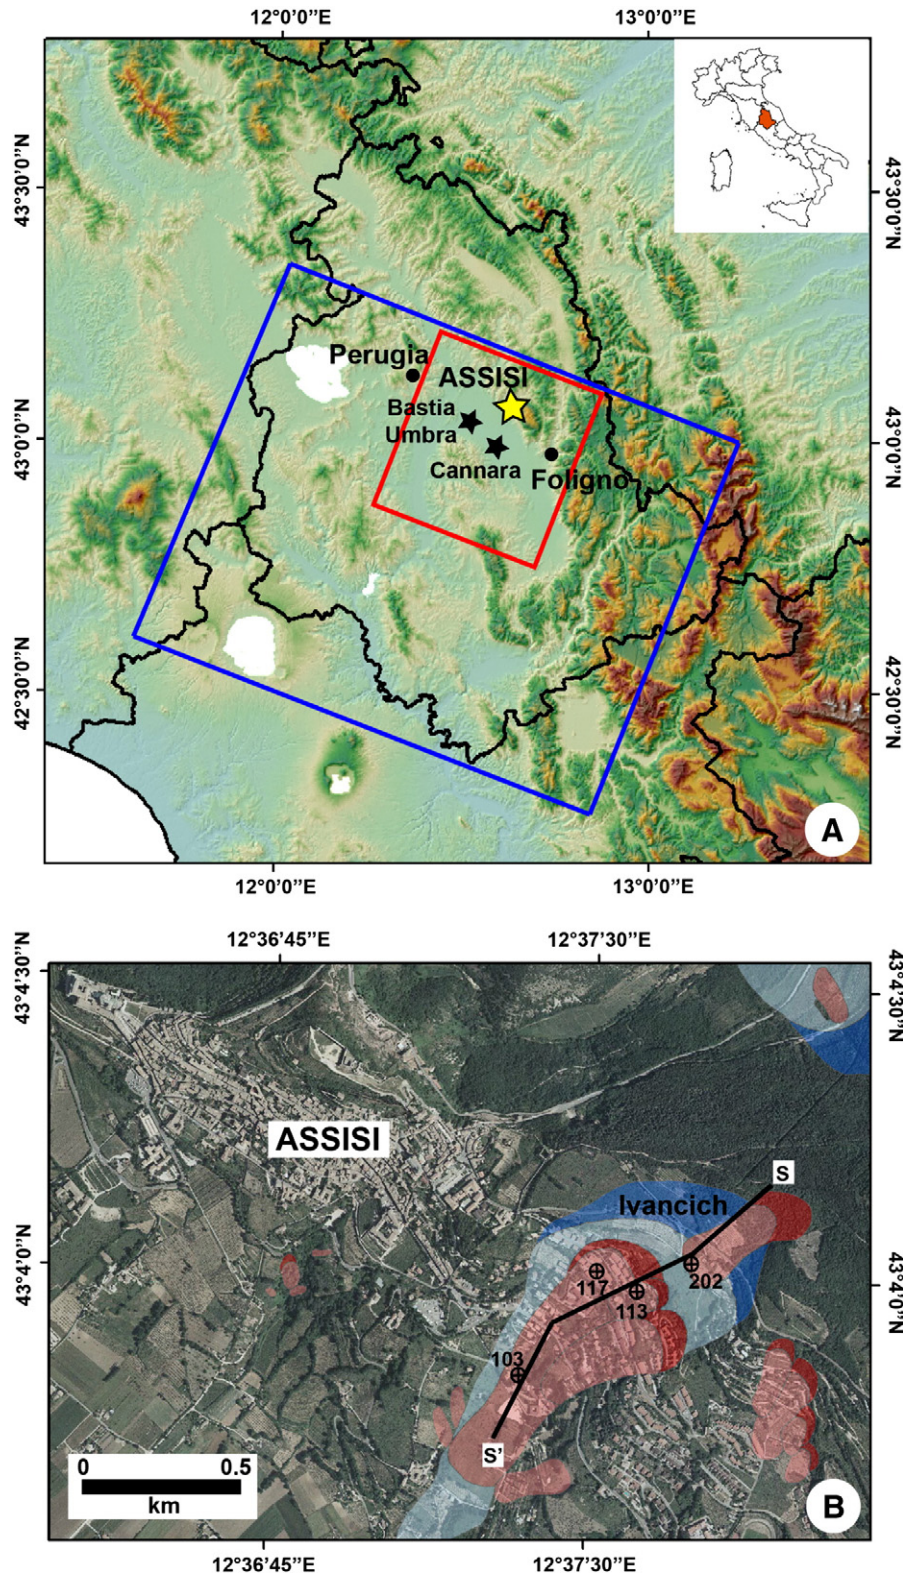 12°0’0”E 13°0’0”E
43°30’0”N 43°30’0”N
Perugia
ASSISI
Bastia
Umbra
43°0’0”N 43°0’0”N
Cannara
Foligno
42°30’0”N 42°30’0”N
A
12°0’0”E 13°0’0”E
12°36’45”E 12°37’30”E
43°4’30”N 43°4’30”N
ASSISI
S
Ivancich
43°4’0”N 43°4’0”N
117
202
113
103
S’
0 0.5
km
B
12°36’45”E 12°37’30”E